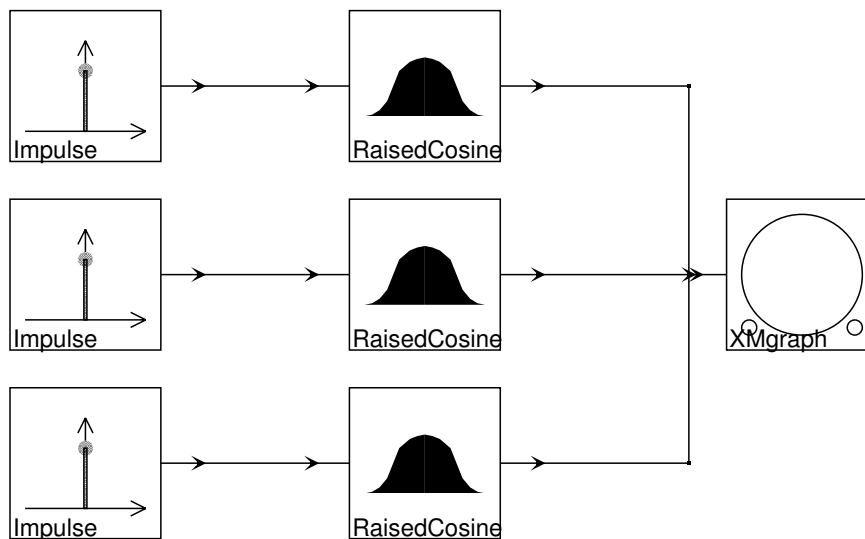 Impulse
RaisedCosine
Impulse
RaisedCosine
XMgraph
Impulse
RaisedCosine